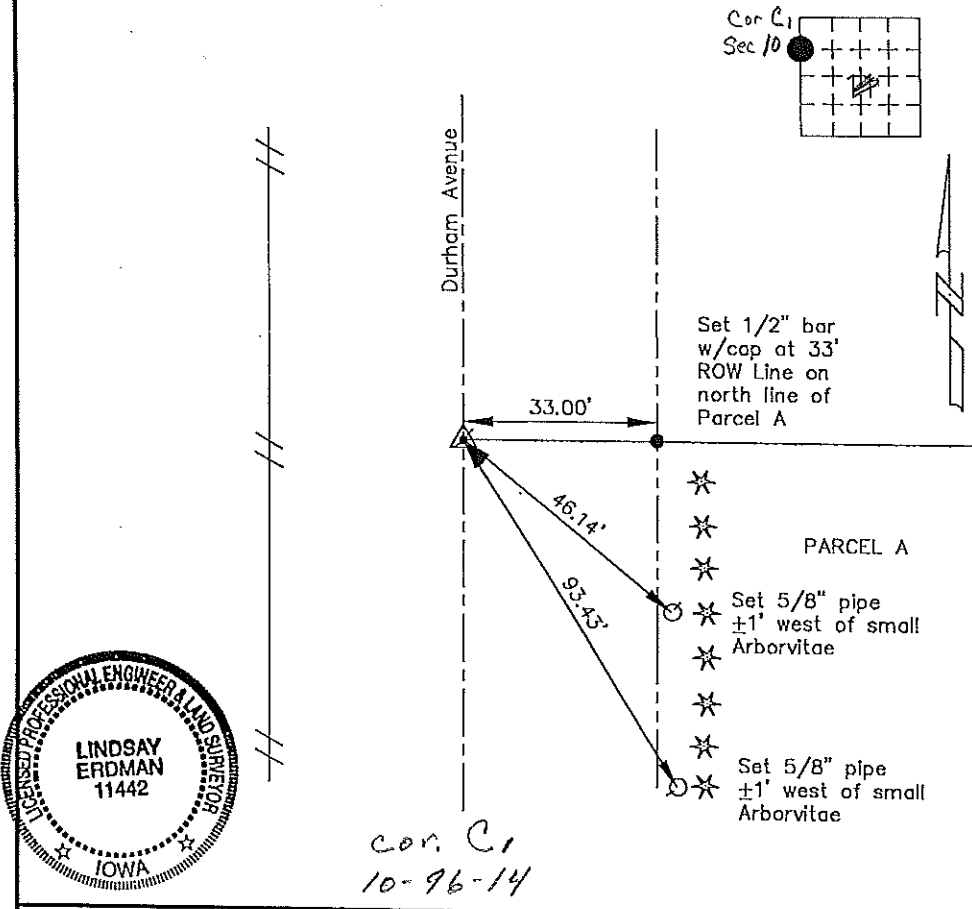 Cor C,
Sec 10
14
Durham Avenue
N
Set 1/2" bar
w/cap at 33'
ROW Line on
north line of
Parcel A
33.00'
46.14'
93.43'
PARCEL A
Set 5/8" pipe
±1' west of small
Arborvitae
Set 5/8" pipe
±1' west of small
Arborvitae
LICENSED PROFESSIONAL ENGINEER & LAND SURVEYOR
LINDSAY
ERDMAN
11442
IOWA
cor. C,
10-96-14